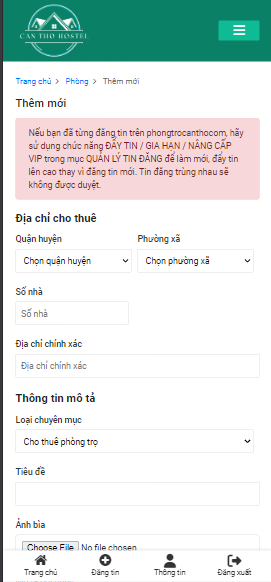 CAN THO HOSTEL
Trang chủ > Phòng > Thêm mới
Thêm mới
Nếu bạn đã từng đăng tin trên phongtrocanthocom, hãy
sử dụng chức năng ĐẨY TIN / GIA HẠN / NÂNG CẤP
VIP trong mục QUẢN LÝ TIN ĐĂNG để làm mới, đẩy tin
lên cao thay vì đăng tin mới. Tin đăng trùng nhau sẽ
không được duyệt.
Địa chỉ cho thuê
Quận huyện Phường xã
Chọn quận huyện Chọn phường xã
Số nhà
Số nhà
Địa chỉ chính xác
Địa chỉ chính xác
Thông tin mô tả
Loại chuyên mục
Cho thuê phòng trọ
Tiêu đề
Ảnh bìa
Choose File No file chosen
Trang chủ Đăng tin Thông tin Đăng xuất